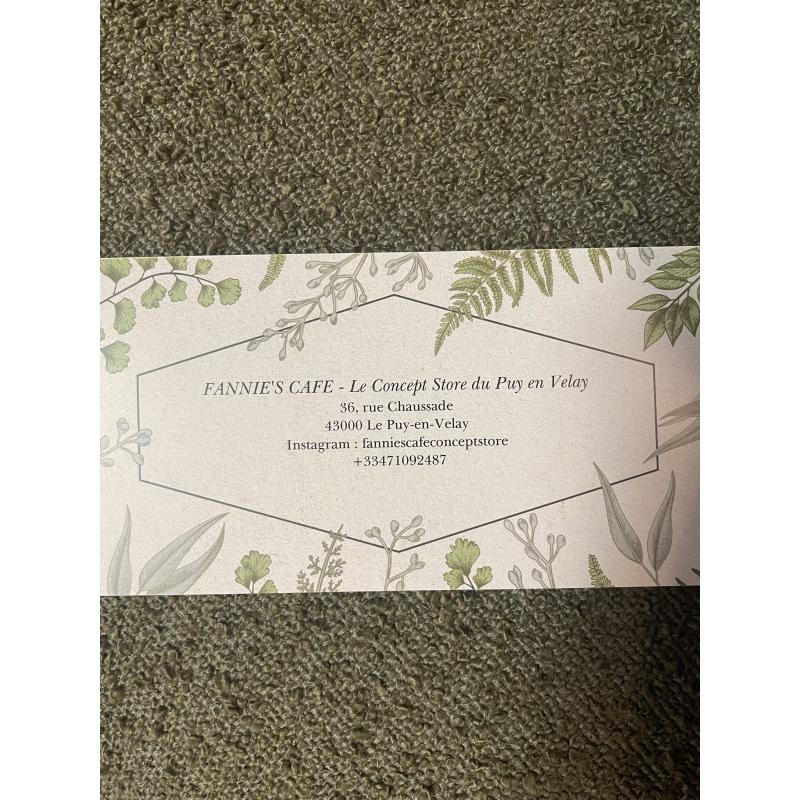 FANNIE'S CAFE - Le Concept Store du Puy en Velay
36, rue Chaussade
43000 Le Puy-en-Velay
Instagram : fanniescafeconceptstore
+33471092487